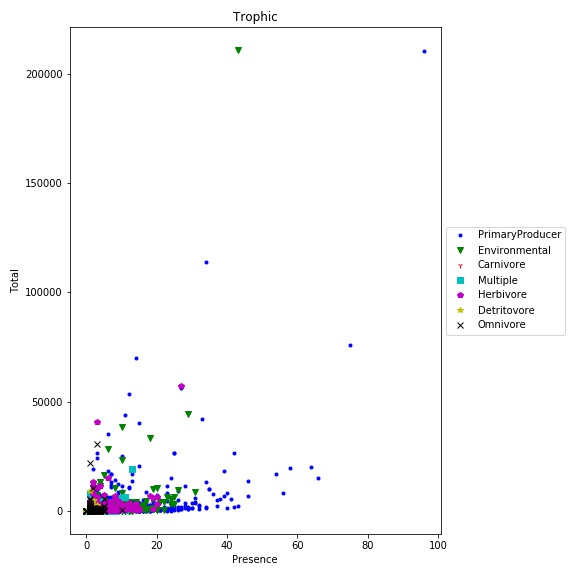 Trophic
200000
150000
100000
50000
0
Total
0
20
40
60
80
100
Presence
PrimaryProducer
Environmental
Carnivore
Multiple
Herbivore
Detritovore
Omnivore